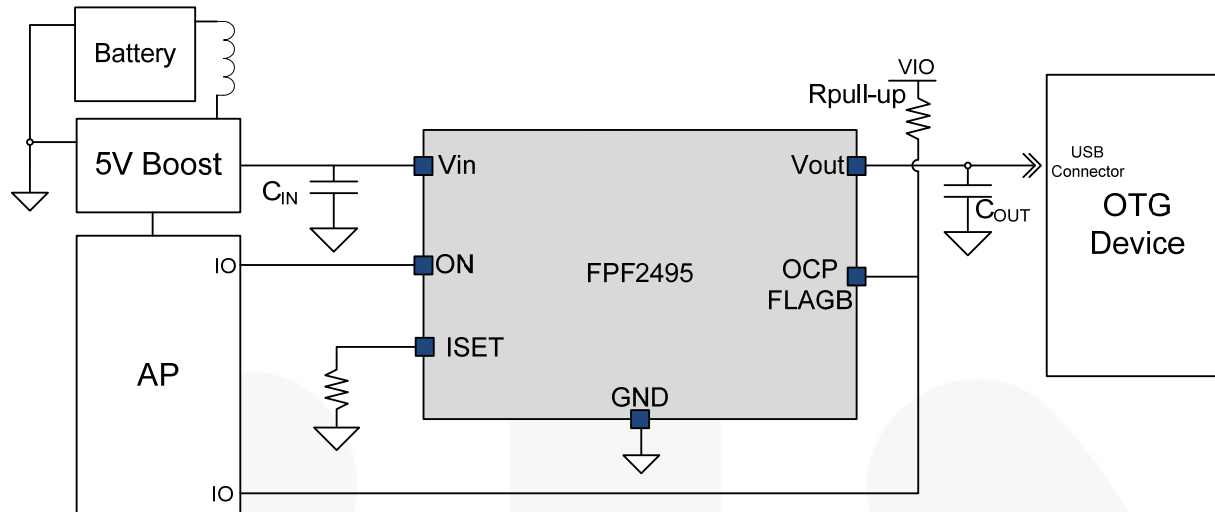 Battery
VIO
Rpull-up
5V Boost
CIN
Vin
Vout
USB
Connector
COUT
OTG
Device
IO
ON
FPF2495
OCP
FLAGB
ISET
AP
GND
IO